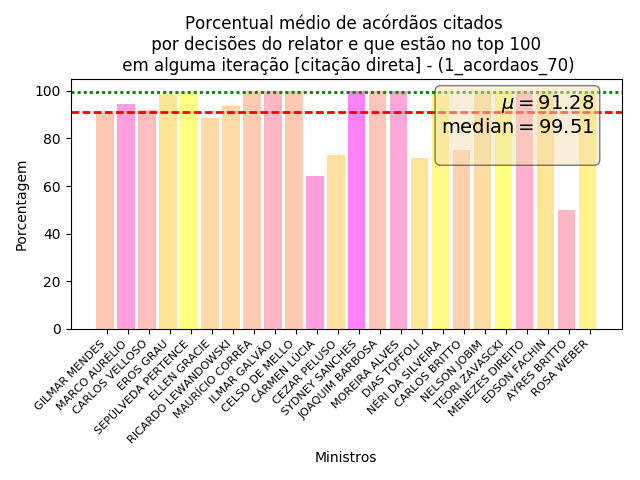 Porcentual médio de acórdãos citados
por decisões do relator e que estão no top 100
em alguma iteração [citação direta] - (1_acordaos_70)
μ = 91.28
median = 99.51
Porcentagem
100
80
60
40
20
0
GILMAR MENDES
MARCO AURÉLIO
CARLOS VELLOSO
EROS GRAU
SEPÚLVEDA PERTENCE
ELLEN GRACIE
RICARDO LEWANDOWSKI
MAURÍCIO CORRÊA
ILMAR GALVÃO
CELSO DE MELLO
CÁRMEN LÚCIA
CEZAR PELUSO
SYDNEY SANCHES
JOAQUIM BARBOSA
MOREIRA ALVES
DIAS TOFFOLI
NÉRI DA SILVEIRA
CARLOS BRITTO
NELSON JOBIM
TEORI ZAVASCKI
MENEZES DIREITO
EDSON FACHIN
AYRES BRITTO
ROSA WEBER
Ministros